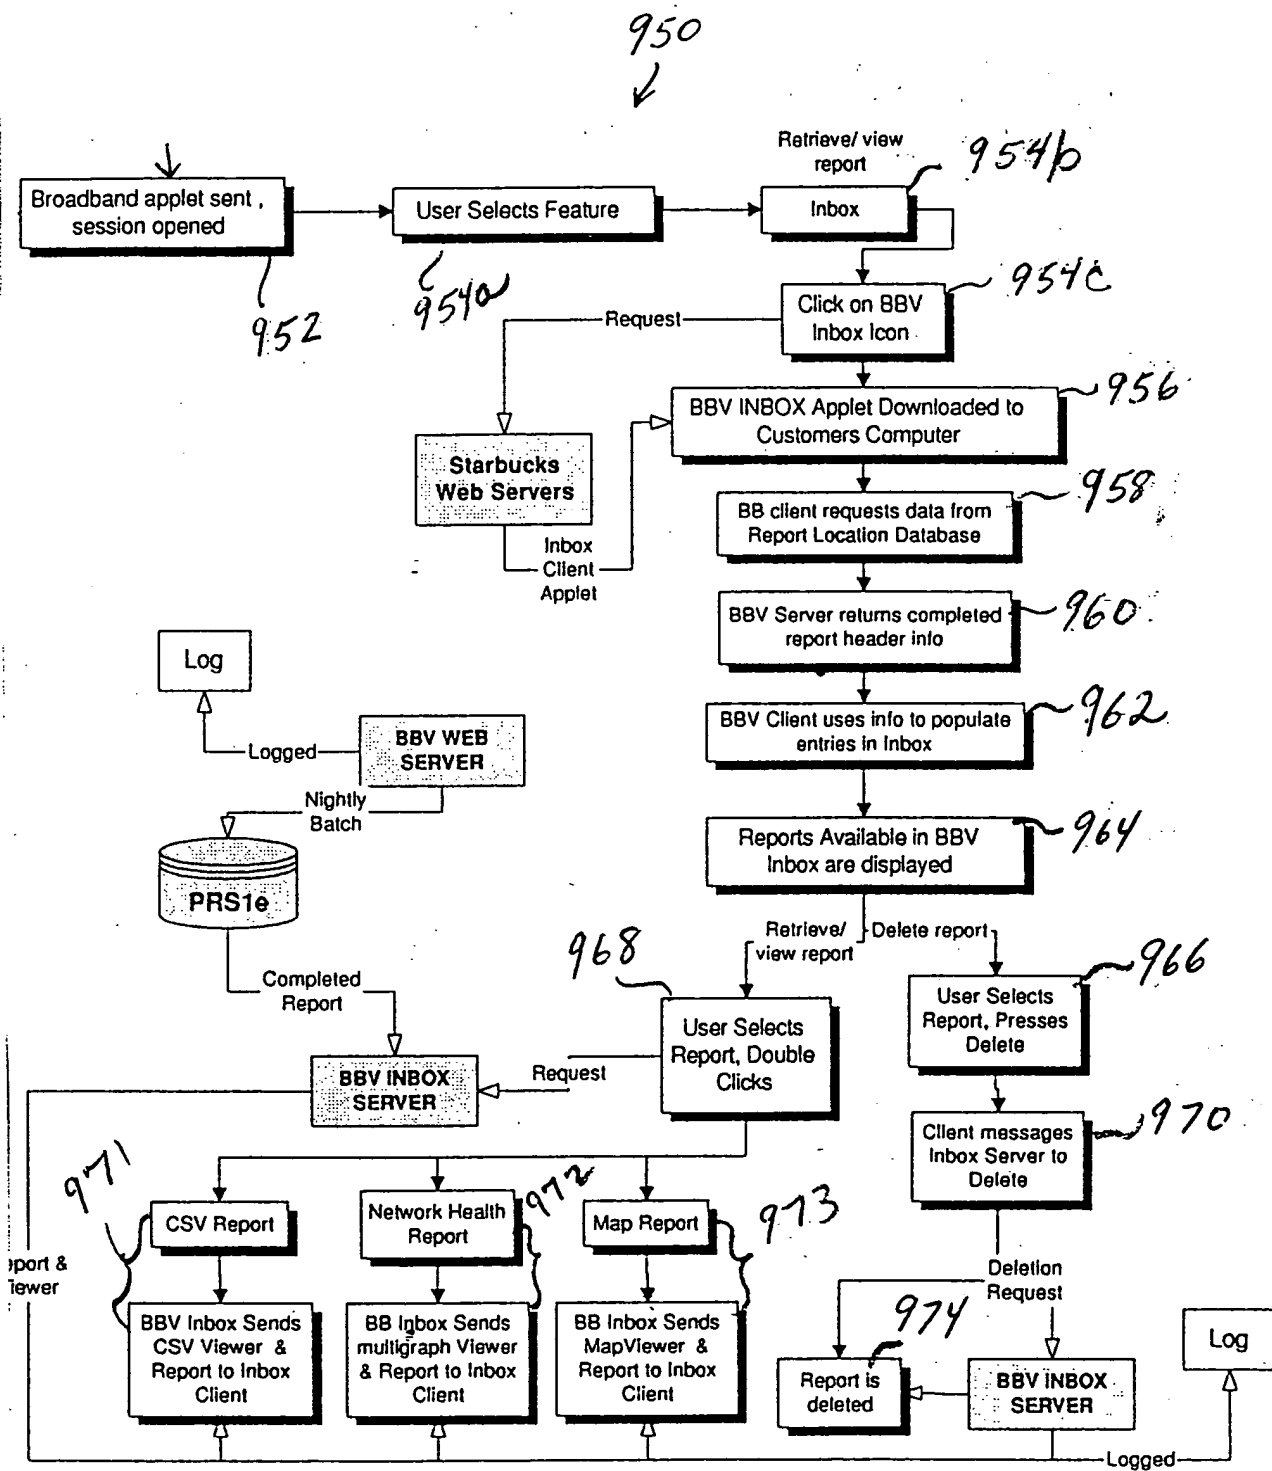 950
Retrieve/ view
report
954b
Broadband applet sent ,
session opened
User Selects Feature
Inbox
952
954a
954c
Click on BBV
Inbox Icon
Request
956
BBV INBOX Applet Downloaded to
Customers Computer
Starbucks
Web Servers
958
BB client requests data from
Report Location Database
Inbox
Client
Applet
960
BBV Server returns completed
report header info
Log
962
BBV Client uses info to populate
entries in Inbox
BBV WEB
SERVER
Logged
Nightly
Batch
964
Reports Available in BBV
Inbox are displayed
PRS1e
Retrieve/
view report
Delete report
968
966
Completed
Report
User Selects
Report, Presses
Delete
User Selects
Report, Double
Clicks
Request
BBV INBOX
SERVER
970
Client messages
Inbox Server to
Delete
971
972
973
CSV Report
Network Health
Report
Map Report
eport &
iewer
Deletion
Request
BBV Inbox Sends
CSV Viewer &
Report to Inbox
Client
BB Inbox Sends
multigraph Viewer
& Report to Inbox
Client
BB Inbox Sends
MapViewer &
Report to Inbox
Client
974
Report is
deleted
BBV INBOX
SERVER
Log
Logged